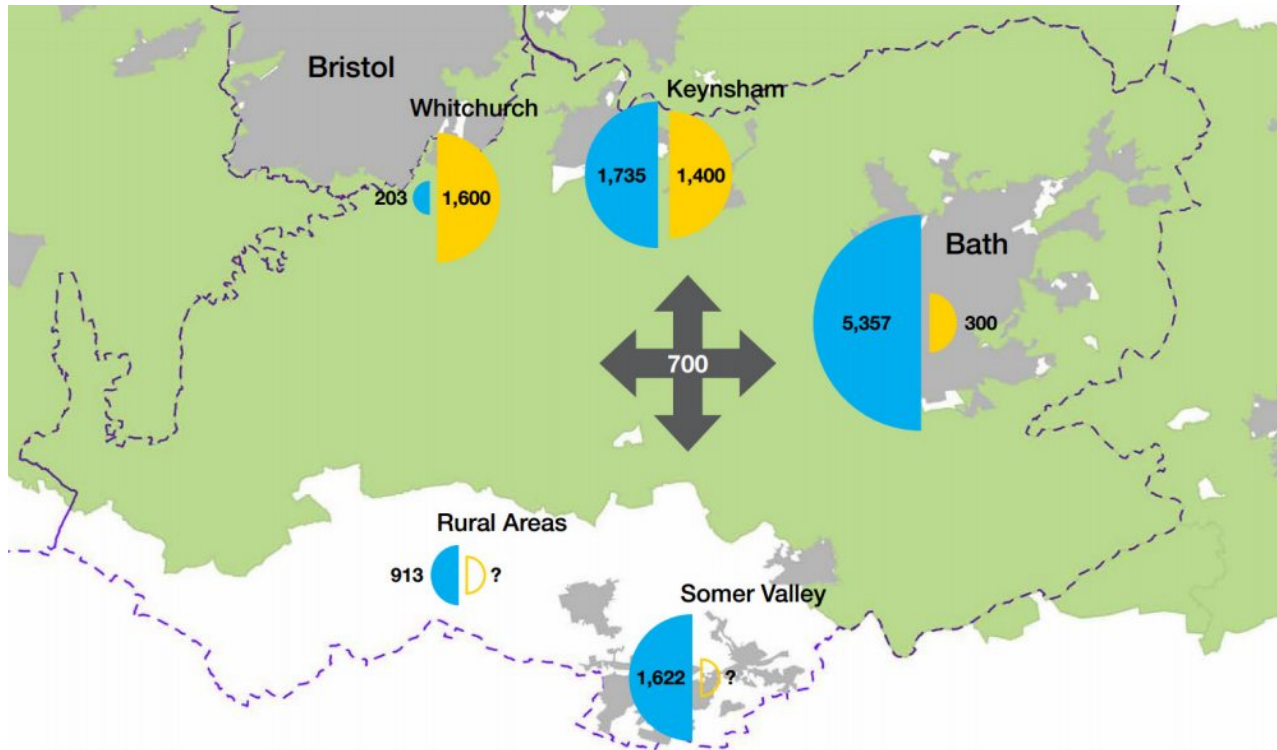 Bristol
Whitchurch
Keynsham
203
1,600
1,735
1,400
Bath
5,357
300
700
Rural Areas
913
?
Somer Valley
1,622
?